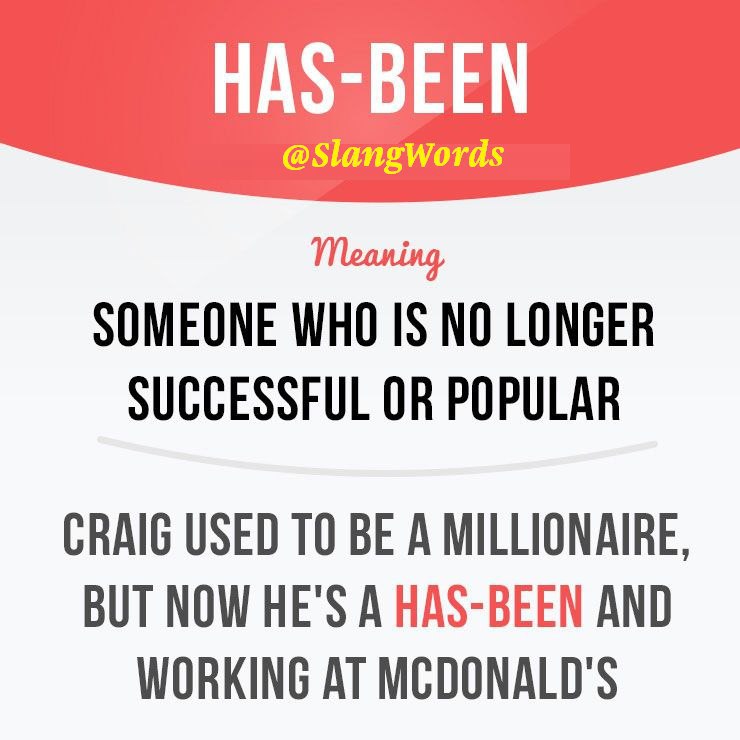 HAS-BEEN
@SlangWords
Meaning
SOMEONE WHO IS NO LONGER
SUCCESSFUL OR POPULAR
CRAIG USED TO BE A MILLIONAIRE,
BUT NOW HE'S A HAS-BEEN AND
WORKING AT MCDONALD'S